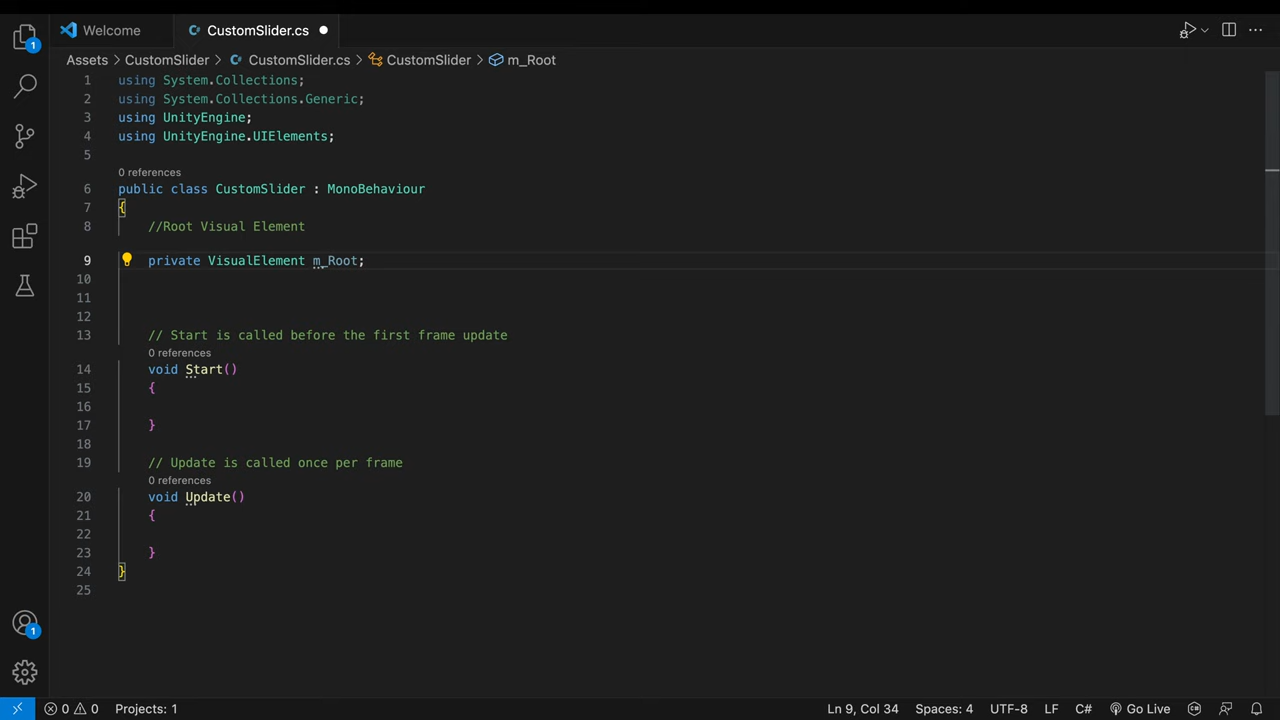 Welcome
C# CustomSlider.cs
1
Assets > CustomSlider > C# CustomSlider.cs > CustomSlider > m_Root
1 using System.Collections;
2 using System.Collections.Generic;
3 using UnityEngine;
4 using UnityEngine.UIElements;
5
0 references
6 public class CustomSlider : MonoBehaviour
7 {
8 //Root Visual Element
9 private VisualElement m_Root;
10
11
12
13 // Start is called before the first frame update
0 references
14 void Start()
15 {
16
17 }
18
19 // Update is called once per frame
0 references
20 void Update()
21 {
22
23 }
24 }
25
1
0 0 Projects: 1 Ln 9, Col 34 Spaces: 4 UTF-8 LF C# Go Live